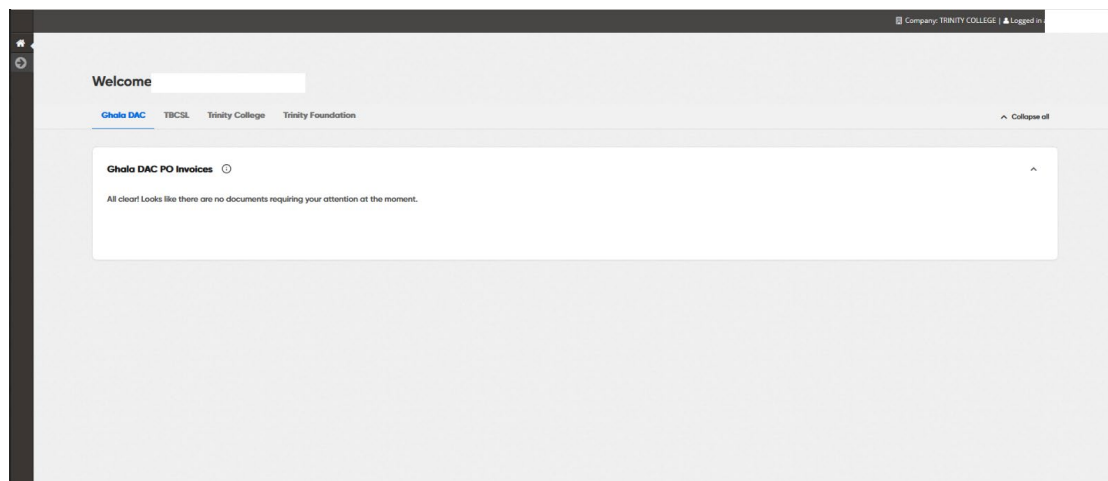 Company: TRINITY COLLEGE | Logged in
Welcome
Ghala DAC TBCSL Trinity College Trinity Foundation Collapse all
Ghala DAC PO Invoices
All clear! Looks like there are no documents requiring your attention at the moment.